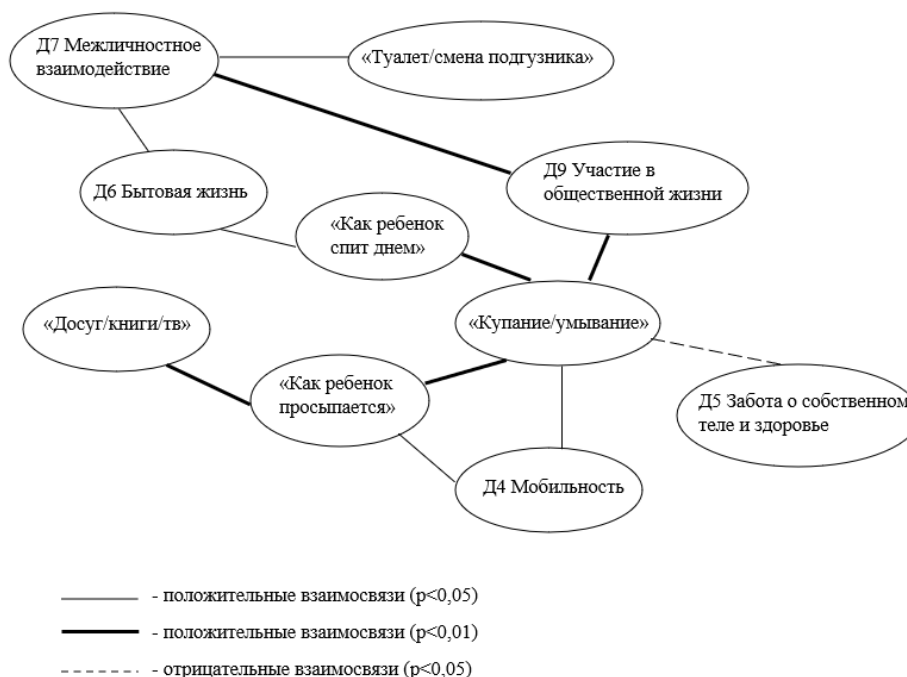 Д7 Межличностное
взаимодействие
«Туалет/смена подгузника»
Д6 Бытовая жизнь
Д9 Участие в
общественной жизни
«Как ребенок
спит днем»
«Досуг/книги/тв»
«Купание/умывание»
«Как ребенок
просыпается»
Д5 Забота о собственном
теле и здоровье
Д4 Мобильность
- положительные взаимосвязи (p<0,05)
- положительные взаимосвязи (p<0,01)
- отрицательные взаимосвязи (p<0,05)